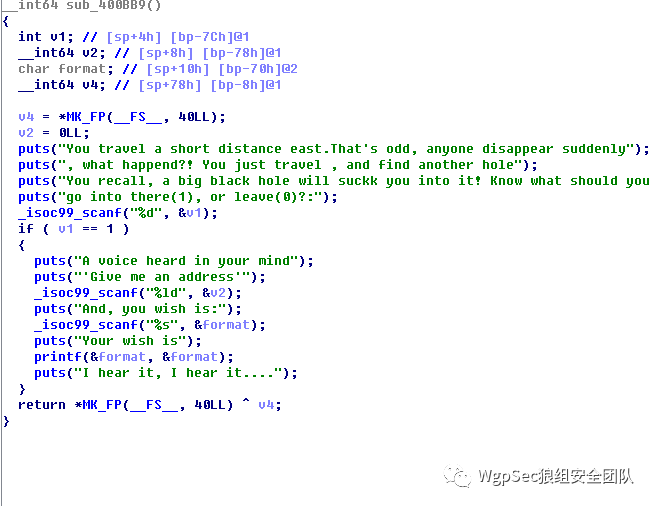 __int64 sub_400BB9()
{
  int v1; // [sp+4h] [bp-7Ch]@1
  __int64 v2; // [sp+8h] [bp-78h]@1
  char format; // [sp+10h] [bp-70h]@2
  __int64 v4; // [sp+78h] [bp-8h]@1
  v4 = *MK_FP(__FS__, 40LL);
  v2 = 0LL;
  puts("You travel a short distance east.That's odd, anyone disappear suddenly");
  puts(", what happend?! You just travel , and find another hole");
  puts("You recall, a big black hole will suckk you into it! Know what should you
  puts("go into there(1), or leave(0)?:");
  _isoc99_scanf("%d", &v1);
  if ( v1 == 1 )
  {
    puts("A voice heard in your mind");
    puts("'Give me an address'");
    _isoc99_scanf("%ld", &v2);
    puts("And, you wish is:");
    _isoc99_scanf("%s", &format);
    puts("Your wish is");
    printf(&format, &format);
    puts("I hear it, I hear it....");
  }
  return *MK_FP(__FS__, 40LL) ^ v4;
}
WgpSec狼组安全团队